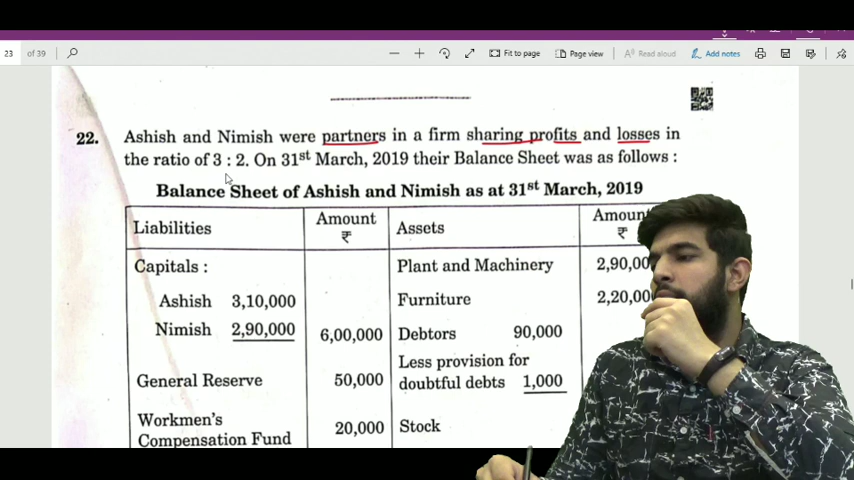 23 of 39
Fit to page
Page view
Read aloud
Add notes
22. Ashish and Nimish were partners in a firm sharing profits and losses in
the ratio of 3 : 2. On 31st March, 2019 their Balance Sheet was as follows :
Balance Sheet of Ashish and Nimish as at 31st March, 2019
Liabilities Amount ₹ Assets Amount ₹
Capitals : Plant and Machinery 2,90,00
Ashish 3,10,000 Furniture 2,20,00
Nimish 2,90,000 6,00,000 Debtors 90,000
General Reserve 50,000 Less provision for
doubtful debts 1,000
Workmen's
Compensation Fund 20,000 Stock